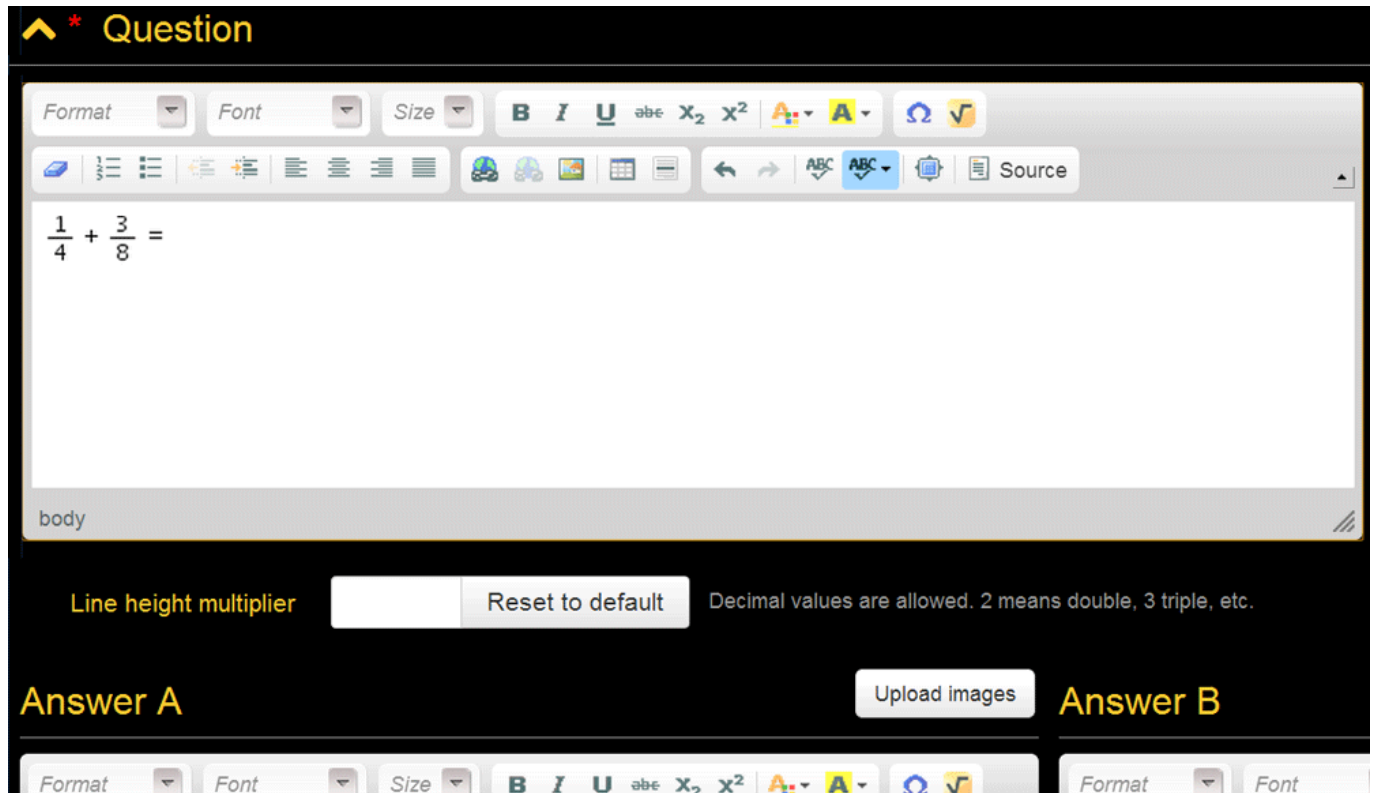 * Question
Format Font Size B I U abc X₂ X² A A Ω √
ABC ABC Source
1/4 + 3/8 =
body
Line height multiplier Reset to default Decimal values are allowed. 2 means double, 3 triple, etc.
Answer A Upload images Answer B
Format Font Size B I U abc X₂ X² A A Ω √ Format Font